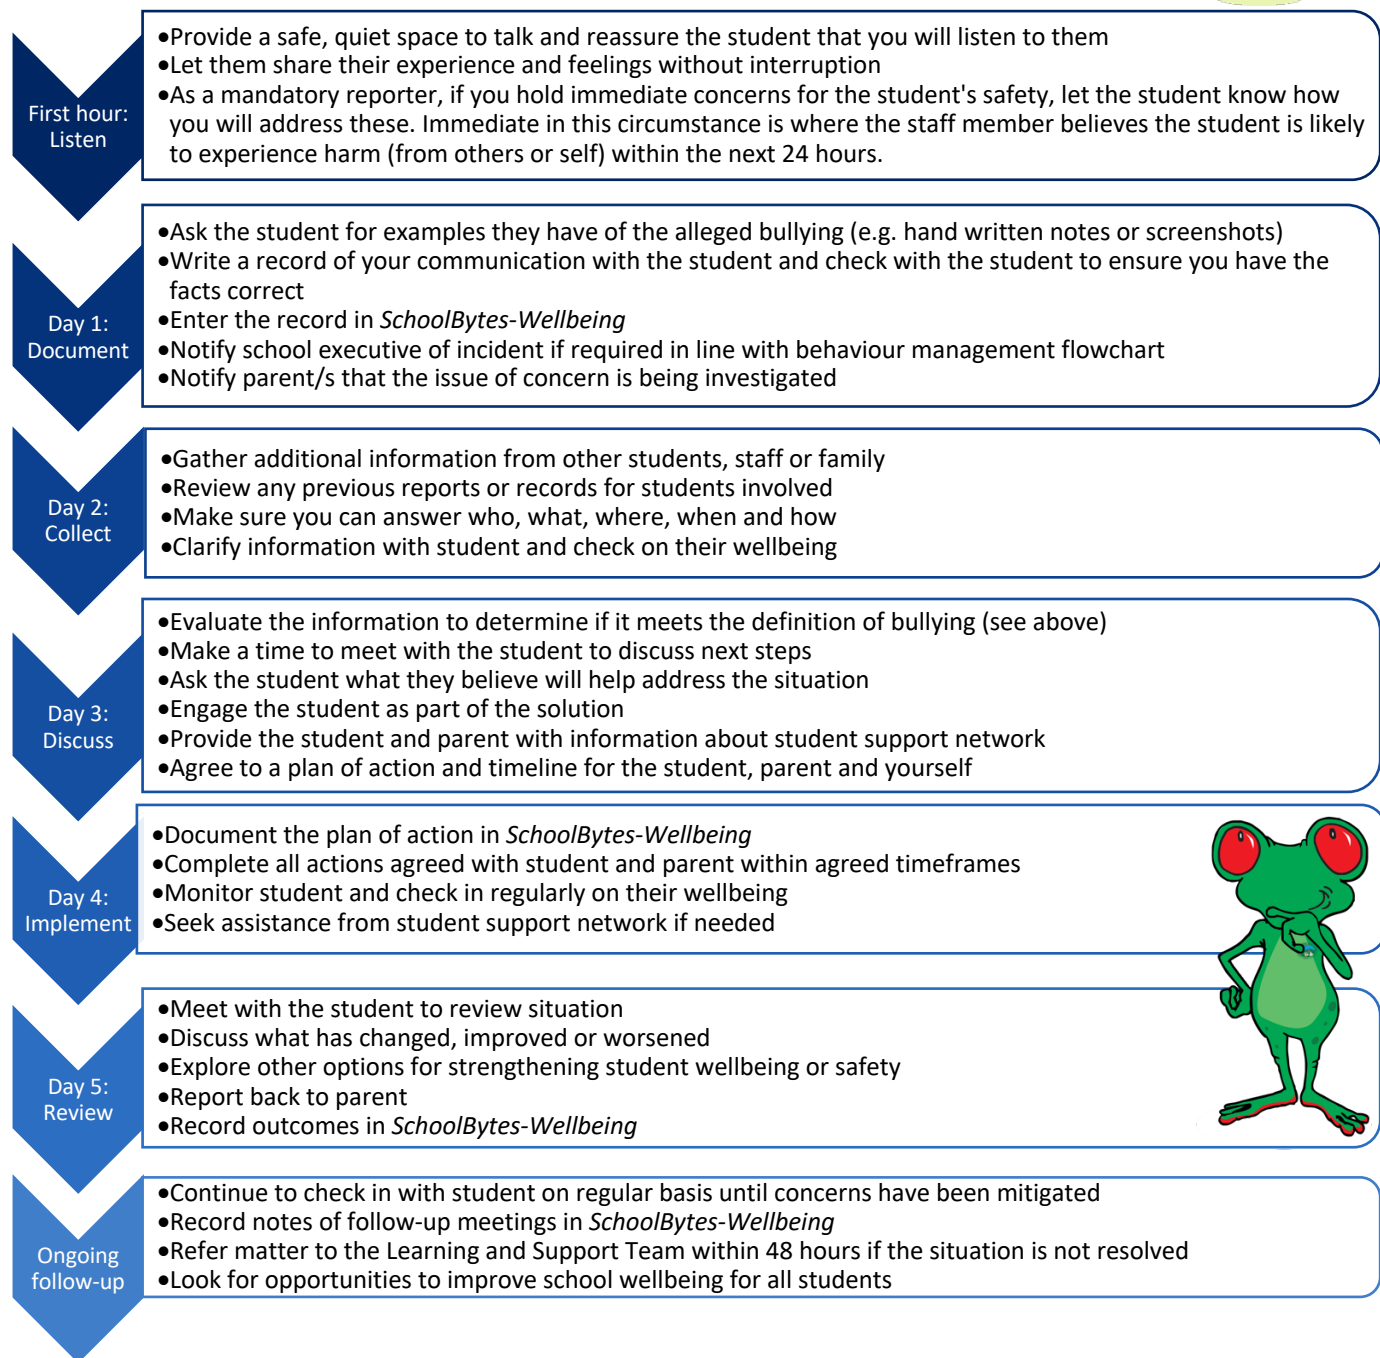 First hour:
Listen
•Provide a safe, quiet space to talk and reassure the student that you will listen to them
•Let them share their experience and feelings without interruption
•As a mandatory reporter, if you hold immediate concerns for the student's safety, let the student know how
you will address these. Immediate in this circumstance is where the staff member believes the student is likely
to experience harm (from others or self) within the next 24 hours.
Day 1:
Document
•Ask the student for examples they have of the alleged bullying (e.g. hand written notes or screenshots)
•Write a record of your communication with the student and check with the student to ensure you have the
facts correct
•Enter the record in SchoolBytes-Wellbeing
•Notify school executive of incident if required in line with behaviour management flowchart
•Notify parent/s that the issue of concern is being investigated
Day 2:
Collect
•Gather additional information from other students, staff or family
•Review any previous reports or records for students involved
•Make sure you can answer who, what, where, when and how
•Clarify information with student and check on their wellbeing
Day 3:
Discuss
•Evaluate the information to determine if it meets the definition of bullying (see above)
•Make a time to meet with the student to discuss next steps
•Ask the student what they believe will help address the situation
•Engage the student as part of the solution
•Provide the student and parent with information about student support network
•Agree to a plan of action and timeline for the student, parent and yourself
Day 4:
Implement
•Document the plan of action in SchoolBytes-Wellbeing
•Complete all actions agreed with student and parent within agreed timeframes
•Monitor student and check in regularly on their wellbeing
•Seek assistance from student support network if needed
Day 5:
Review
•Meet with the student to review situation
•Discuss what has changed, improved or worsened
•Explore other options for strengthening student wellbeing or safety
•Report back to parent
•Record outcomes in SchoolBytes-Wellbeing
Ongoing
follow-up
•Continue to check in with student on regular basis until concerns have been mitigated
•Record notes of follow-up meetings in SchoolBytes-Wellbeing
•Refer matter to the Learning and Support Team within 48 hours if the situation is not resolved
•Look for opportunities to improve school wellbeing for all students